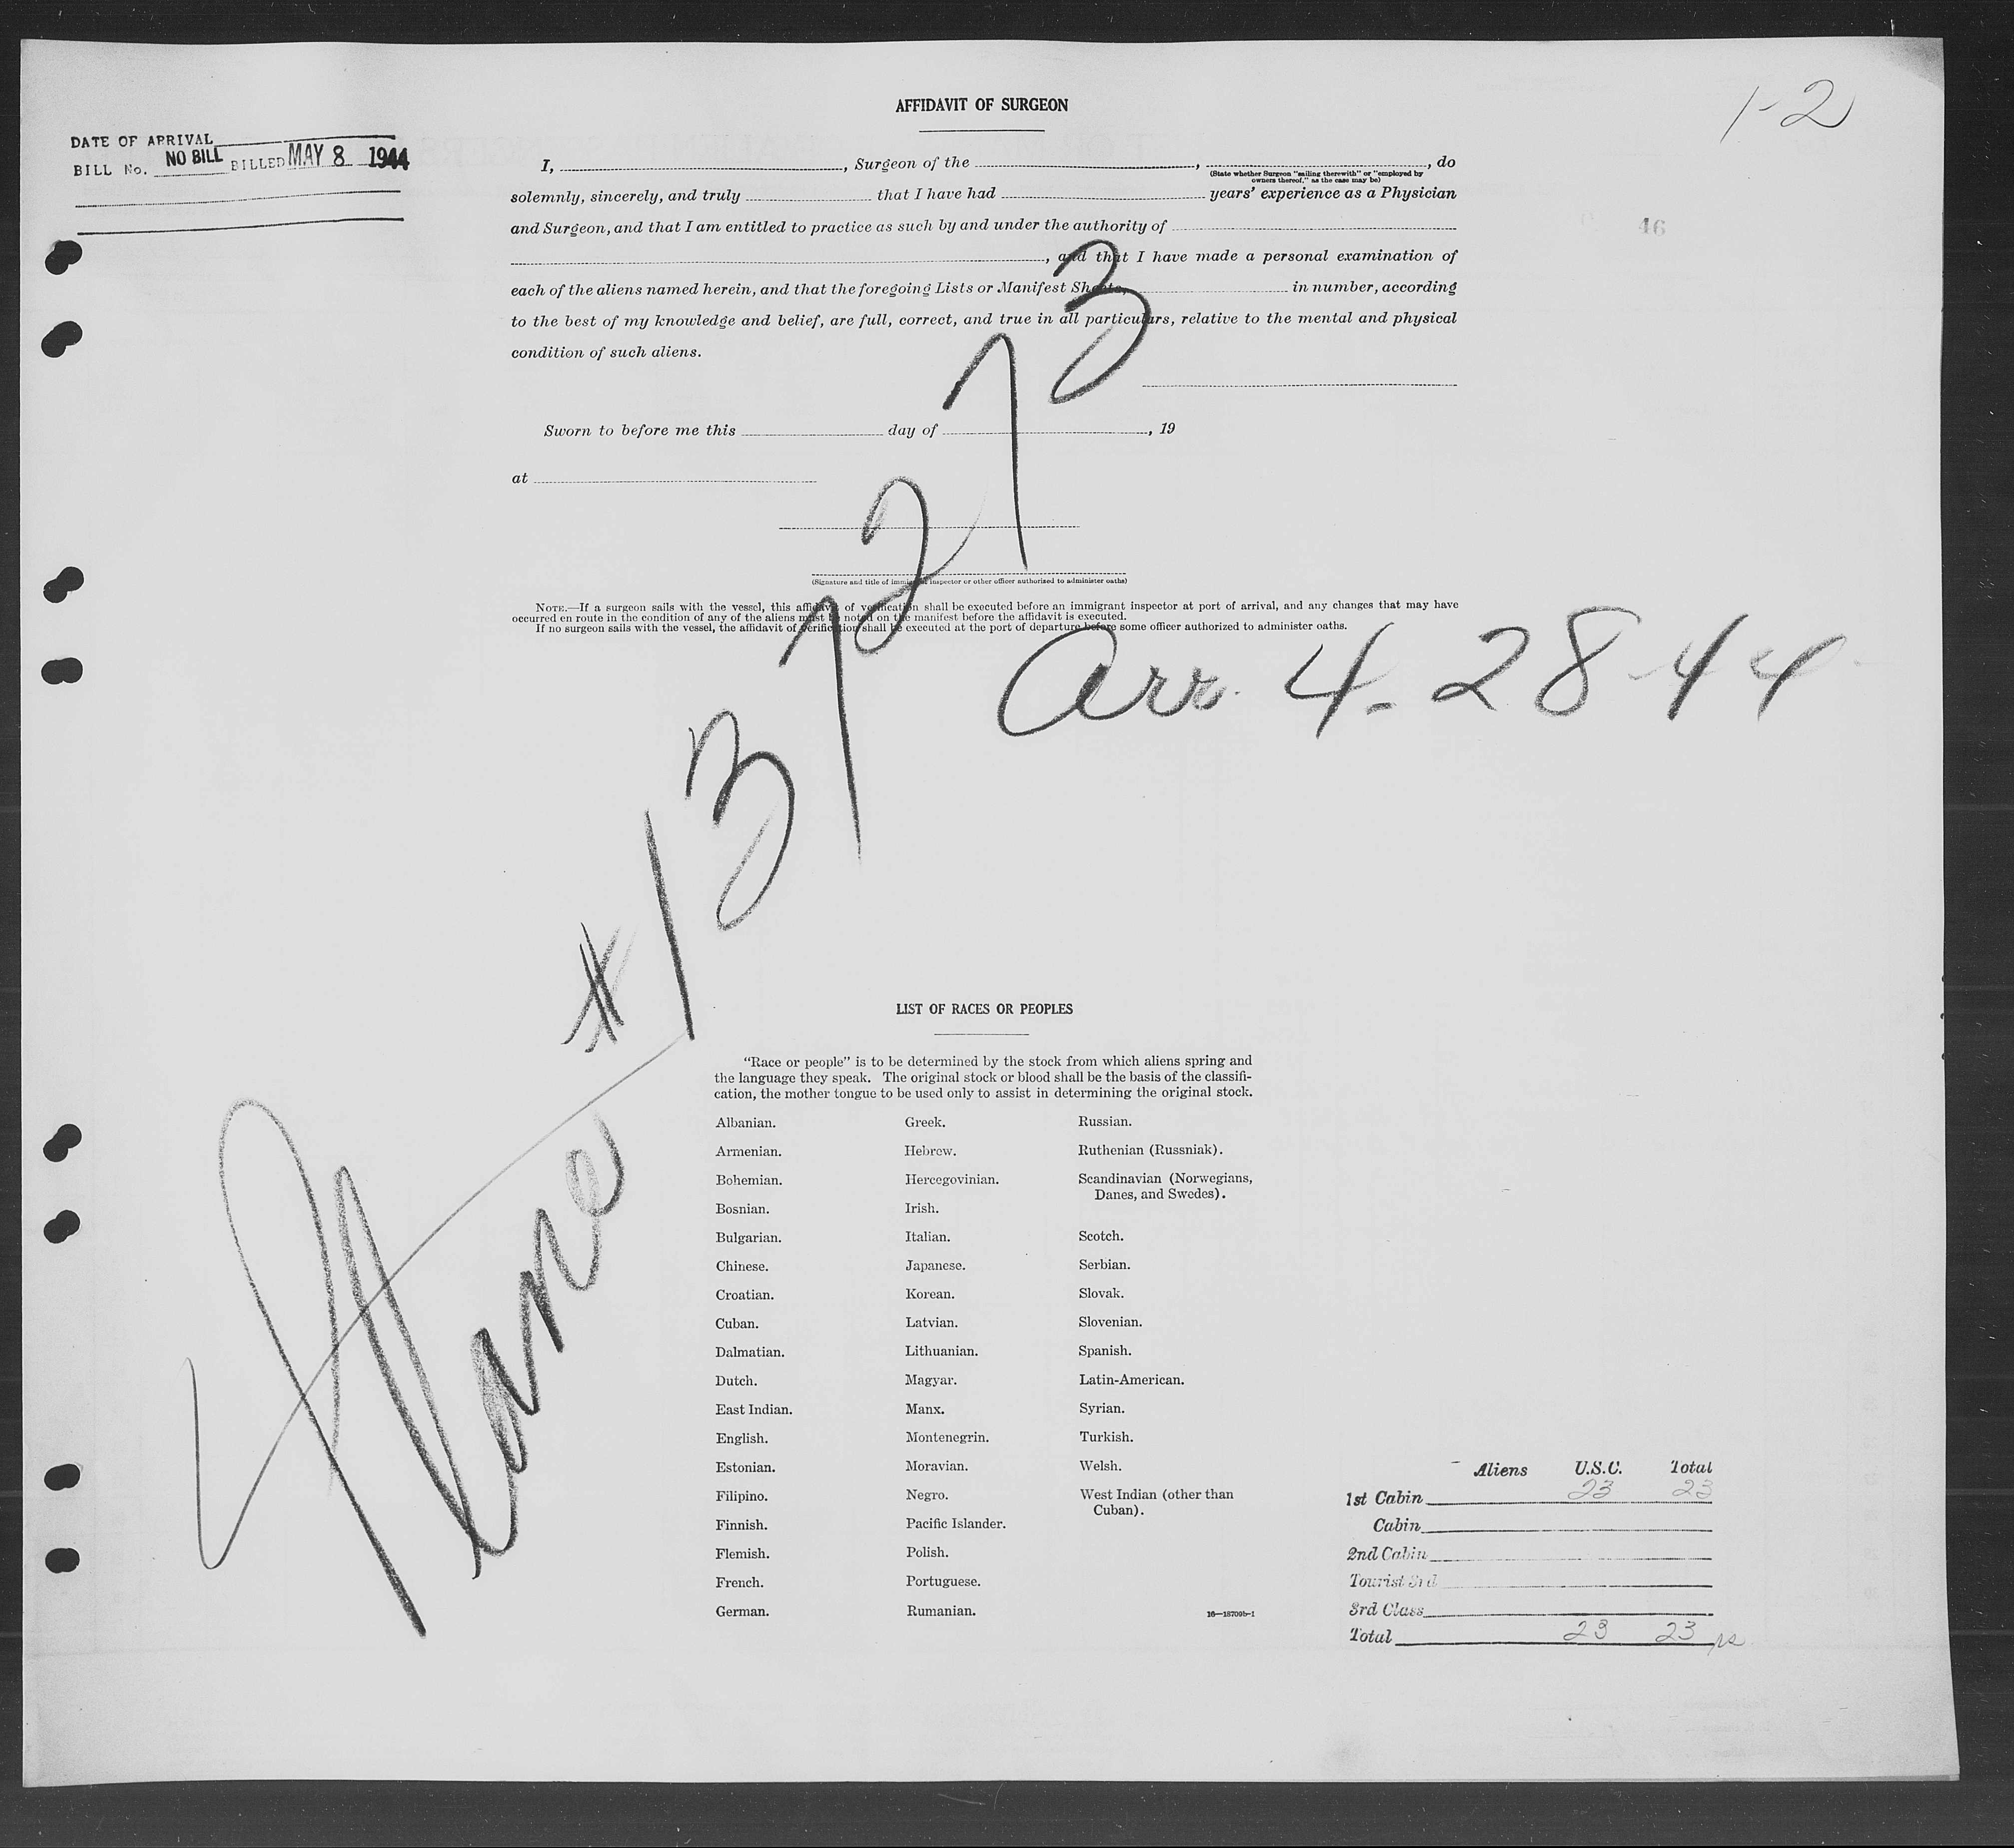 AFFIDAVIT OF SURGEON
1-2
DATE OF ARRIVAL
BILL No. NO BILL BILLED MAY 8 1944
I, , Surgeon of the , , do
(State whether Surgeon "sailing therewith" or "employed by
owners thereof," as the case may be)
solemnly, sincerely, and truly that I have had years' experience as a Physician
and Surgeon, and that I am entitled to practice as such by and under the authority of
46
, and that I have made a personal examination of
each of the aliens named herein, and that the foregoing Lists or Manifest Sheets, in number, according
to the best of my knowledge and belief, are full, correct, and true in all particulars, relative to the mental and physical
condition of such aliens.
Sworn to before me this day of , 19
at
(Signature and title of immigrant inspector or other officer authorized to administer oaths)
NOTE.—If a surgeon sails with the vessel, this affidavit of verification shall be executed before an immigrant inspector at port of arrival, and any changes that may have
occurred en route in the condition of any of the aliens must be noted on the manifest before the affidavit is executed.
If no surgeon sails with the vessel, the affidavit of verification shall be executed at the port of departure before some officer authorized to administer oaths.
Arr. 4-28-44
Plane #137273
LIST OF RACES OR PEOPLES
"Race or people" is to be determined by the stock from which aliens spring and
the language they speak. The original stock or blood shall be the basis of the classifi-
cation, the mother tongue to be used only to assist in determining the original stock.
Albanian.
Armenian.
Bohemian.
Bosnian.
Bulgarian.
Chinese.
Croatian.
Cuban.
Dalmatian.
Dutch.
East Indian.
English.
Estonian.
Filipino.
Finnish.
Flemish.
French.
German.
Greek.
Hebrew.
Hercegovinian.
Irish.
Italian.
Japanese.
Korean.
Latvian.
Lithuanian.
Magyar.
Manx.
Montenegrin.
Moravian.
Negro.
Pacific Islander.
Polish.
Portuguese.
Rumanian.
Russian.
Ruthenian (Russniak).
Scandinavian (Norwegians,
Danes, and Swedes).
Scotch.
Serbian.
Slovak.
Slovenian.
Spanish.
Latin-American.
Syrian.
Turkish.
Welsh.
West Indian (other than
Cuban).
16—18709b-1
Aliens U.S.C. Total
1st Cabin 23 23
Cabin
2nd Cabin
Tourist 3rd
3rd Class
Total 23 23